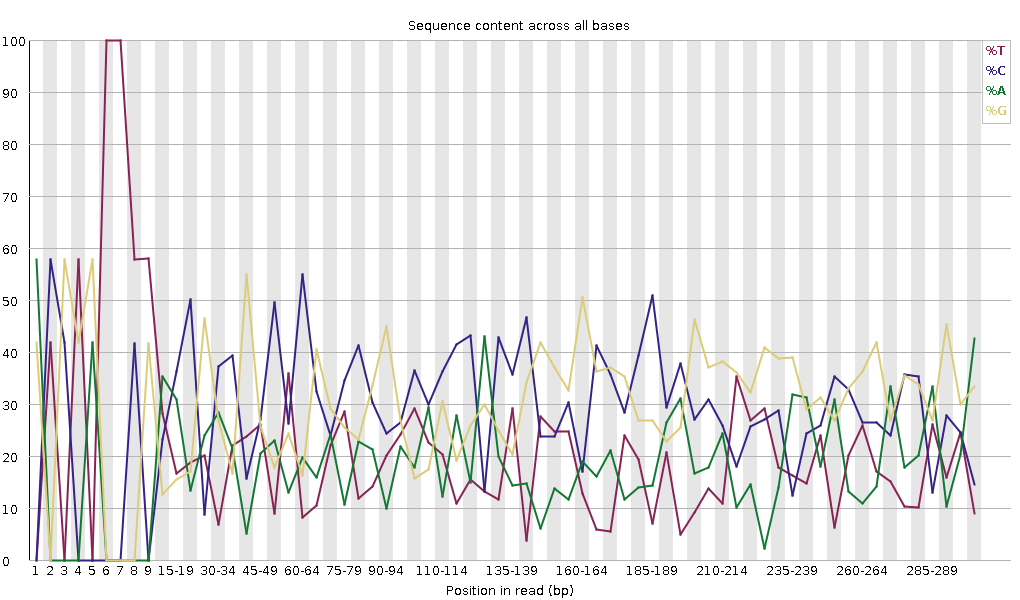 Sequence content across all bases
100
90
80
70
60
50
40
30
20
10
0
%T
%C
%A
%G
1 2 3 4 5 6 7 8 9 15-19 30-34 45-49 60-64 75-79 90-94 110-114 135-139 160-164 185-189 210-214 235-239 260-264 285-289
Position in read (bp)